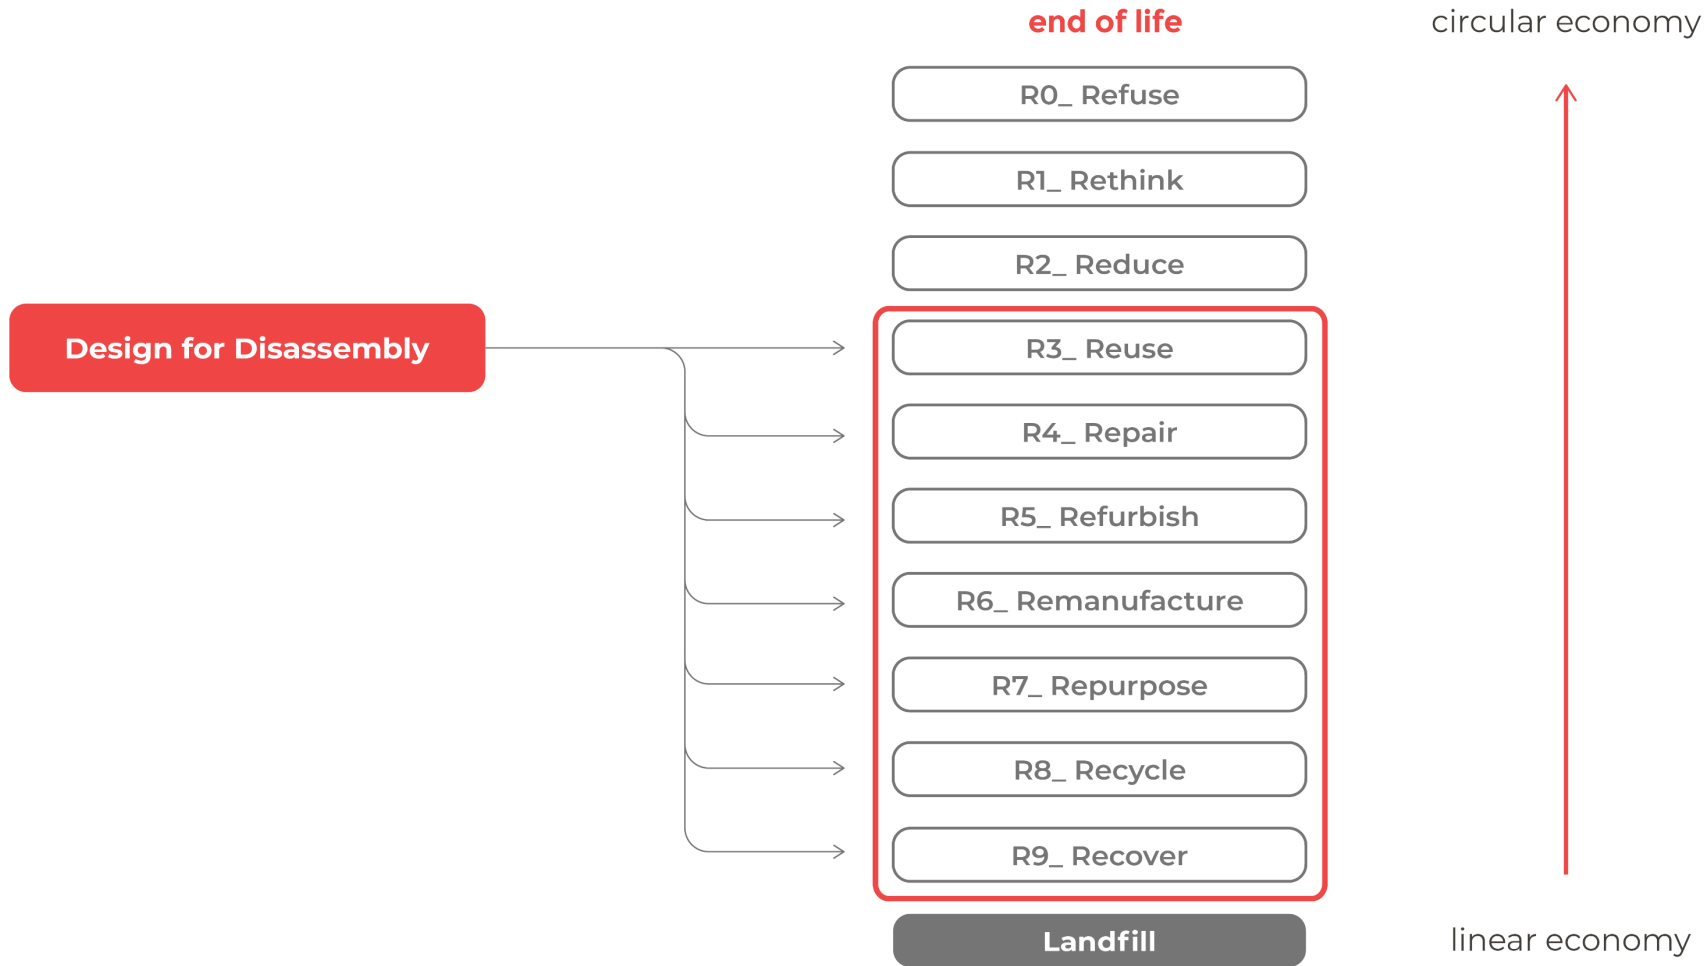 end of life
circular economy
R0_ Refuse
R1_ Rethink
R2_ Reduce
Design for Disassembly
R3_ Reuse
R4_ Repair
R5_ Refurbish
R6_ Remanufacture
R7_ Repurpose
R8_ Recycle
R9_ Recover
Landfill
linear economy